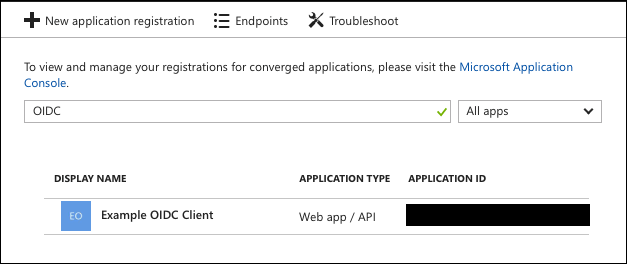 New application registration Endpoints Troubleshoot
To view and manage your registrations for converged applications, please visit the Microsoft Application
Console.
OIDC All apps
DISPLAY NAME APPLICATION TYPE APPLICATION ID
EO Example OIDC Client Web app / API